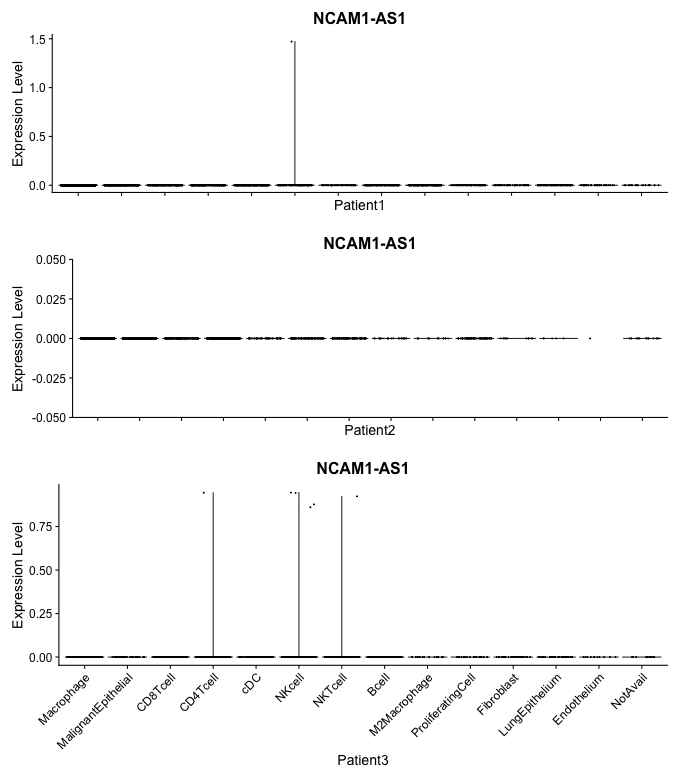 NCAM1-AS1
Expression Level
1.5
1.0
0.5
0.0
Patient1
NCAM1-AS1
Expression Level
0.050
0.025
0.000
-0.025
-0.050
Patient2
NCAM1-AS1
Expression Level
0.75
0.50
0.25
0.00
Macrophage
MalignantEpithelial
CD8Tcell
CD4Tcell
cDC
NKcell
NKTcell
Bcell
M2Macrophage
ProliferatingCell
Fibroblast
LungEpithelium
Endothelium
NotAvail
Patient3